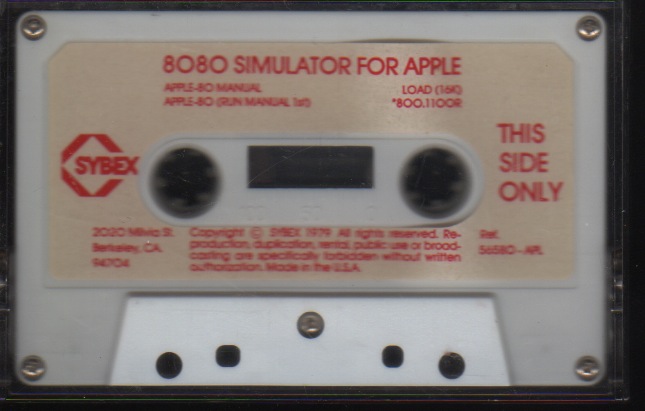 8080 SIMULATOR FOR APPLE
APPLE-80 MANUAL LOAD (16K)
APPLE-80 (RUN MANUAL 1st) *800.1100R
SYBEX
THIS
SIDE
ONLY
2020 Milvia St.
Berkeley, CA.
94704
Copyright © SYBEX 1979 All rights reserved. Re-
production, duplication, rental, public use or broad-
casting are specifically forbidden without written
authorization. Made in the U.S.A.
Ref.
56580-APL